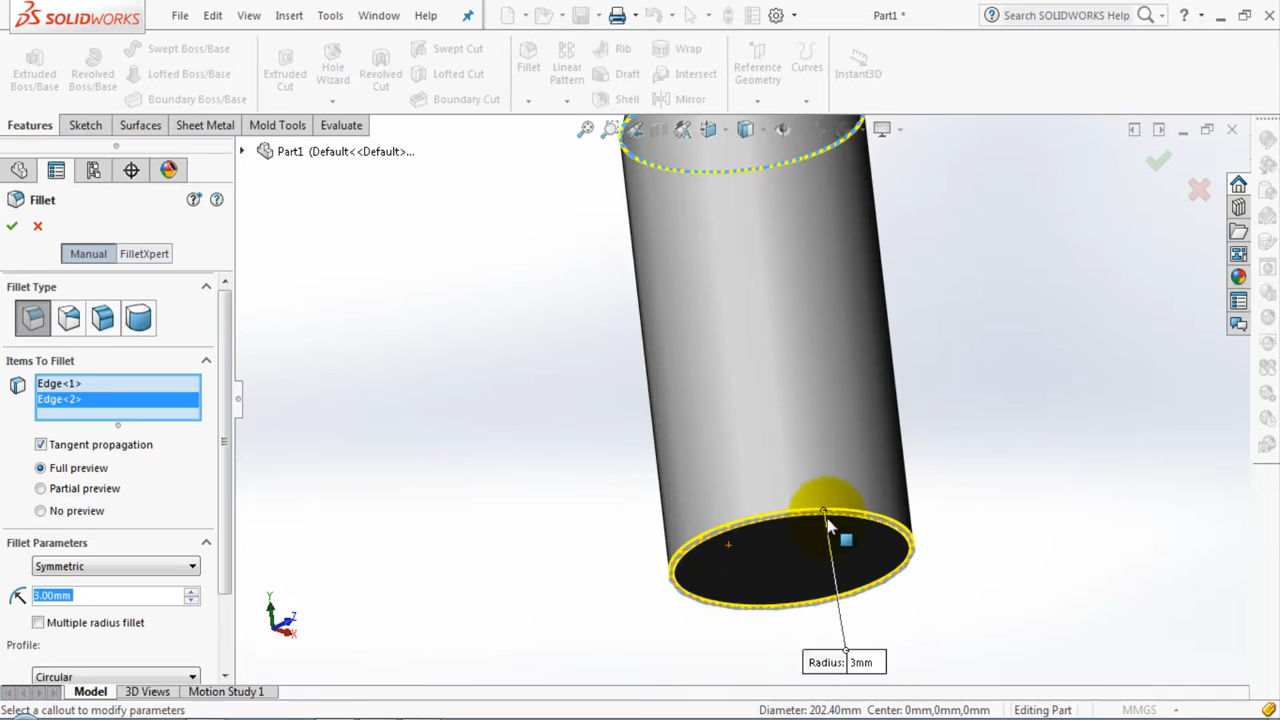 SOLIDWORKS File Edit View Insert Tools Window Help Part1 * Search SOLIDWORKS Help ?
Extruded Boss/Base
Revolved Boss/Base
Swept Boss/Base
Lofted Boss/Base
Boundary Boss/Base
Extruded Cut
Hole Wizard
Revolved Cut
Swept Cut
Lofted Cut
Boundary Cut
Fillet
Linear Pattern
Rib
Draft
Shell
Wrap
Intersect
Mirror
Reference Geometry
Curves
Instant3D
Features Sketch Surfaces Sheet Metal Mold Tools Evaluate
Part1 (Default<<Default>...
Fillet
Manual FilletXpert
Fillet Type
Items To Fillet
Edge<1>
Edge<2>
Tangent propagation
Full preview
Partial preview
No preview
Fillet Parameters
Symmetric
3.00mm
Multiple radius fillet
Profile:
Circular
Y
Z
X
Radius: 3mm
Model 3D Views Motion Study 1
Select a callout to modify parameters Diameter: 202.40mm Center: 0mm,0mm,0mm Editing Part MMGS